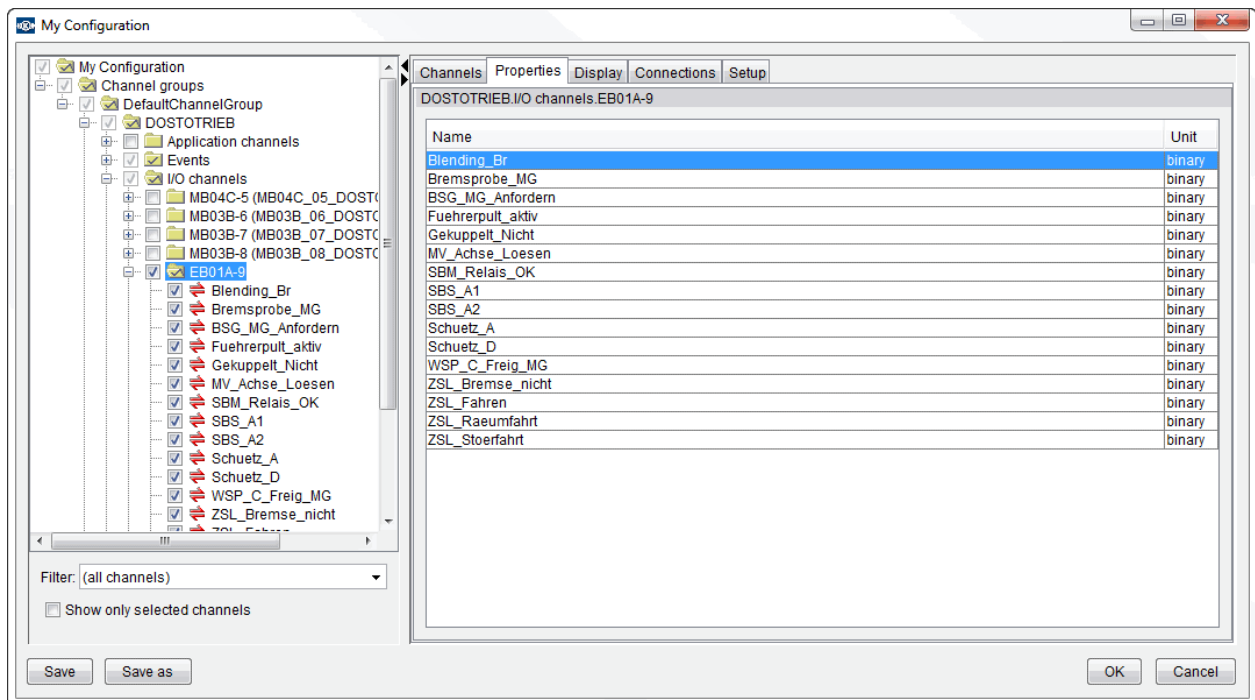 My Configuration
My Configuration
Channel groups
DefaultChannelGroup
DOSTOTRIEB
Application channels
Events
I/O channels
MB04C-5 (MB04C_05_DOSTO
MB03B-6 (MB03B_06_DOSTO
MB03B-7 (MB03B_07_DOSTO
MB03B-8 (MB03B_08_DOSTO
EB01A-9
Blending_Br
Bremsprobe_MG
BSG_MG_Anfordern
Fuehrerpult_aktiv
Gekuppelt_Nicht
MV_Achse_Loesen
SBM_Relais_OK
SBS_A1
SBS_A2
Schuetz_A
Schuetz_D
WSP_C_Freig_MG
ZSL_Bremse_nicht
ZSL_Fahren
Filter: (all channels)
Show only selected channels
Channels Properties Display Connections Setup
DOSTOTRIEB.I/O channels.EB01A-9
Name Unit
Blending_Br binary
Bremsprobe_MG binary
BSG_MG_Anfordern binary
Fuehrerpult_aktiv binary
Gekuppelt_Nicht binary
MV_Achse_Loesen binary
SBM_Relais_OK binary
SBS_A1 binary
SBS_A2 binary
Schuetz_A binary
Schuetz_D binary
WSP_C_Freig_MG binary
ZSL_Bremse_nicht binary
ZSL_Fahren binary
ZSL_Raeumfahrt binary
ZSL_Stoerfahrt binary
Save Save as OK Cancel